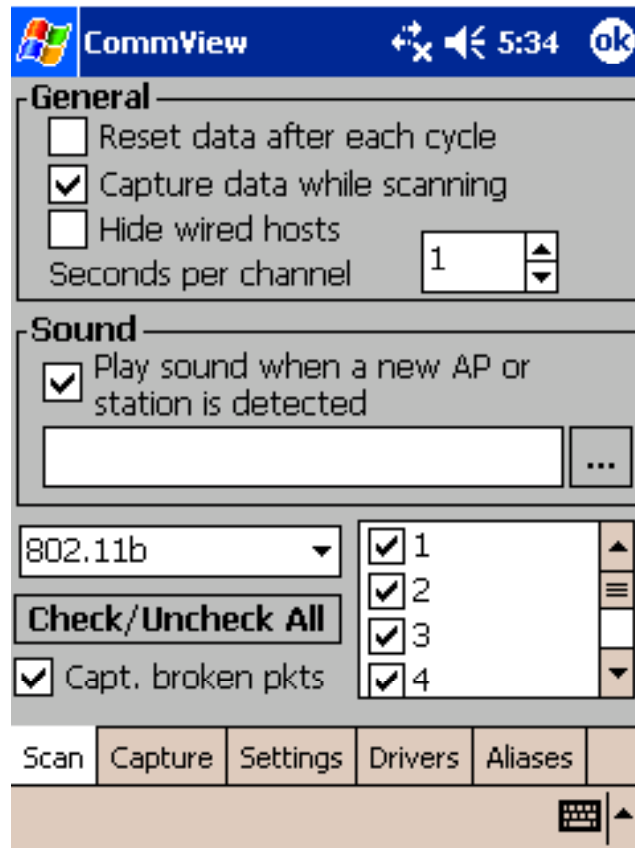 CommView 5:34 ok
General
Reset data after each cycle
Capture data while scanning
Hide wired hosts
Seconds per channel 1
Sound
Play sound when a new AP or
station is detected
...
802.11b
1
2
Check/Uncheck All
3
Capt. broken pkts
4
Scan Capture Settings Drivers Aliases